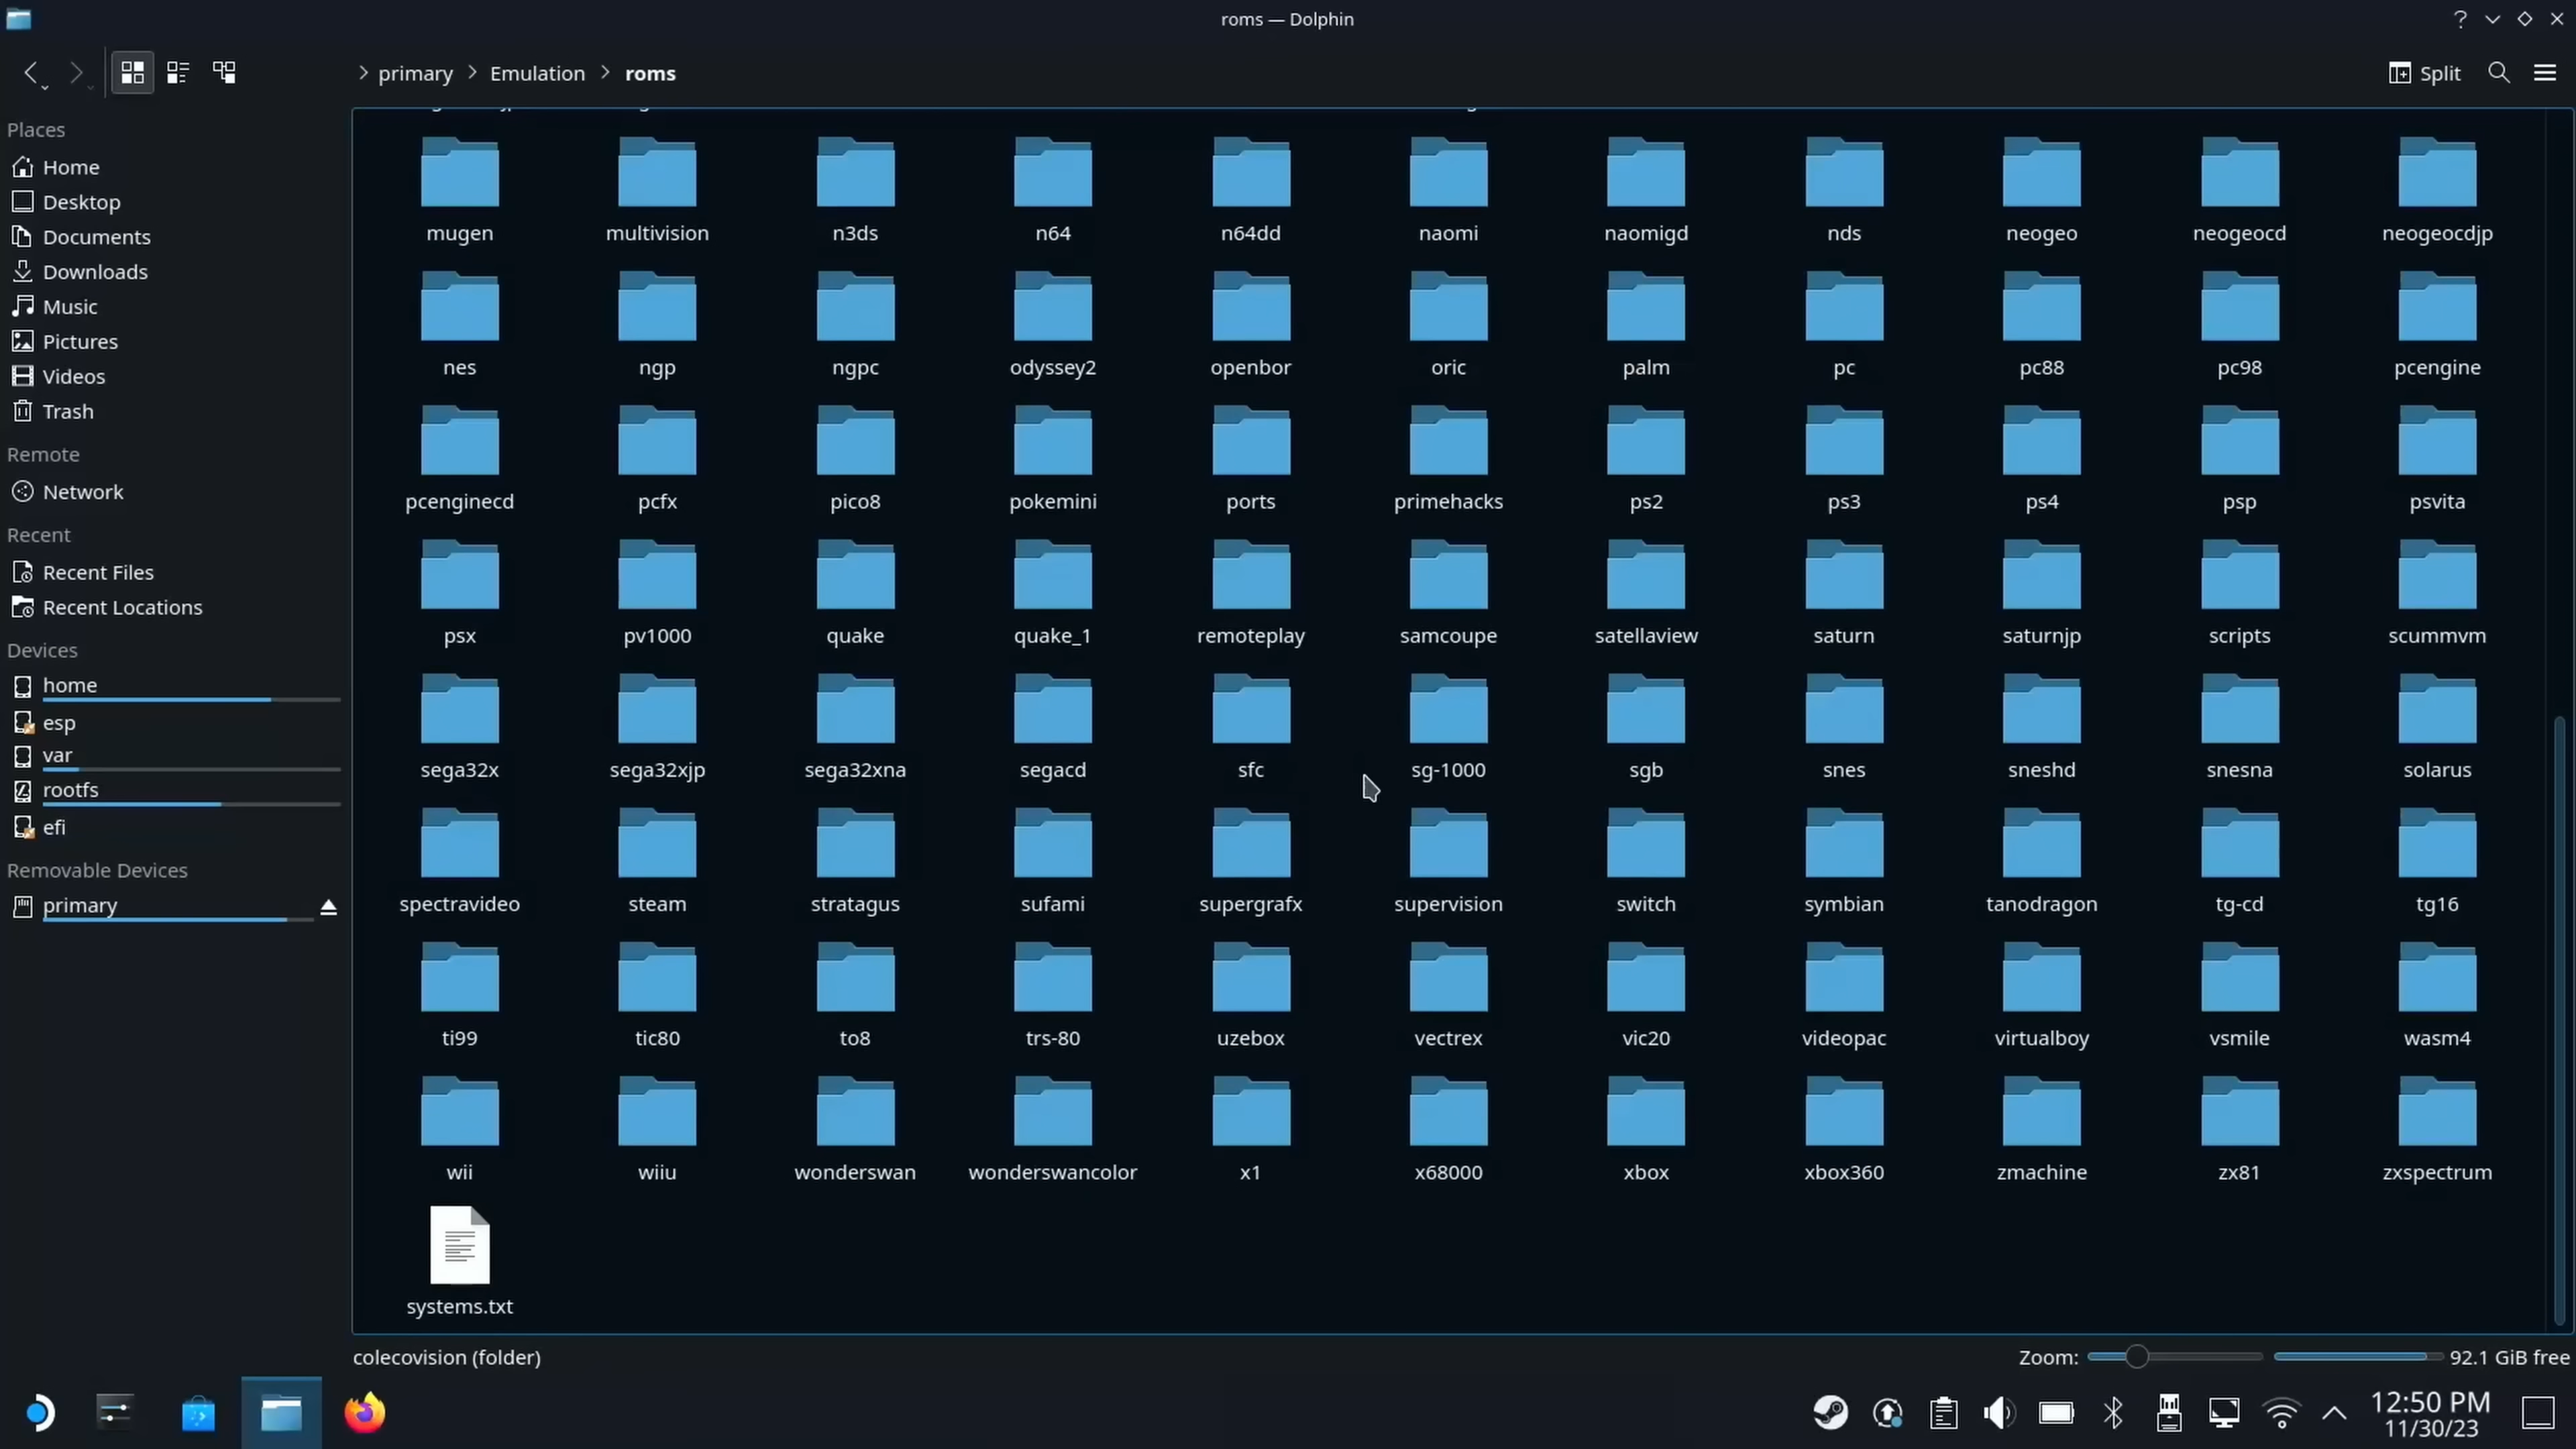 roms — Dolphin
primary Emulation roms
Split
Places
Home
Desktop
Documents
Downloads
Music
Pictures
Videos
Trash
Remote
Network
Recent
Recent Files
Recent Locations
Devices
home
esp
var
rootfs
efi
Removable Devices
primary
mugen multivision n3ds n64 n64dd naomi naomigd nds neogeo neogeocd neogeocdjp
nes ngp ngpc odyssey2 openbor oric palm pc pc88 pc98 pcengine
pcenginecd pcfx pico8 pokemini ports primehacks ps2 ps3 ps4 psp psvita
psx pv1000 quake quake_1 remoteplay samcoupe satellaview saturn saturnjp scripts scummvm
sega32x sega32xjp sega32xna segacd sfc sg-1000 sgb snes sneshd snesna solarus
spectravideo steam stratagus sufami supergrafx supervision switch symbian tanodragon tg-cd tg16
ti99 tic80 to8 trs-80 uzebox vectrex vic20 videopac virtualboy vsmile wasm4
wii wiiu wonderswan wonderswancolor x1 x68000 xbox xbox360 zmachine zx81 zxspectrum
systems.txt
colecovision (folder)
Zoom:
92.1 GiB free
12:50 PM
11/30/23